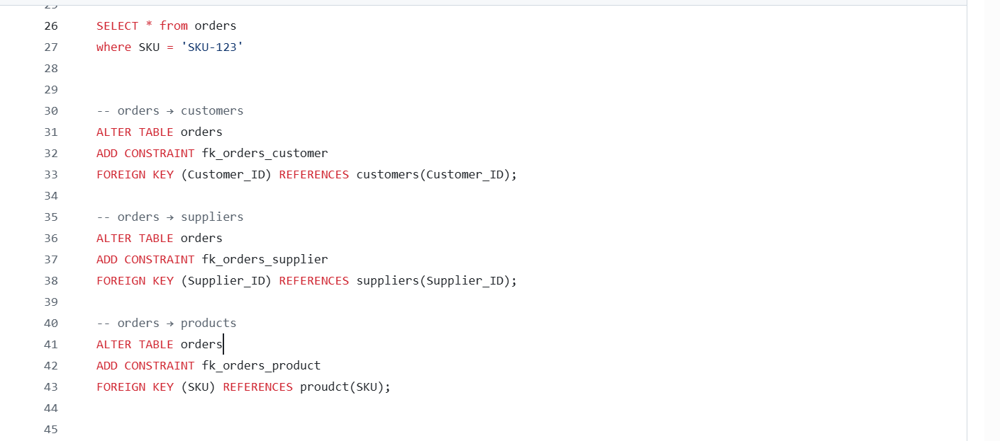 25
26 SELECT * from orders
27 where SKU = 'SKU-123'
28
29
30 -- orders → customers
31 ALTER TABLE orders
32 ADD CONSTRAINT fk_orders_customer
33 FOREIGN KEY (Customer_ID) REFERENCES customers(Customer_ID);
34
35 -- orders → suppliers
36 ALTER TABLE orders
37 ADD CONSTRAINT fk_orders_supplier
38 FOREIGN KEY (Supplier_ID) REFERENCES suppliers(Supplier_ID);
39
40 -- orders → products
41 ALTER TABLE orders
42 ADD CONSTRAINT fk_orders_product
43 FOREIGN KEY (SKU) REFERENCES proudct(SKU);
44
45